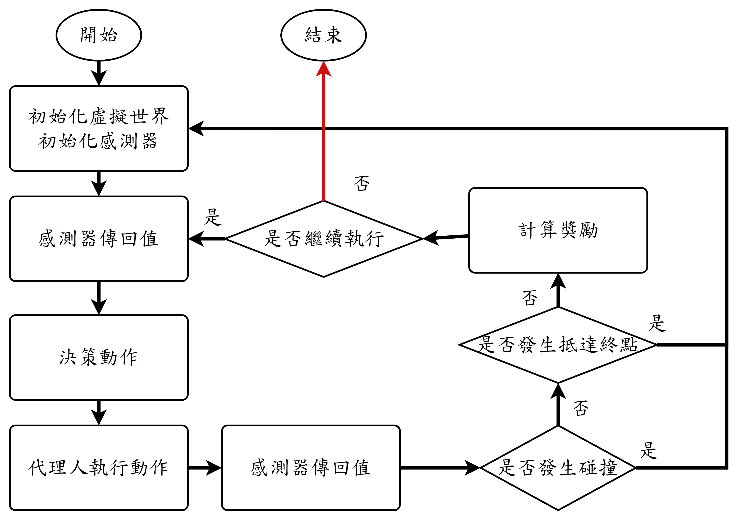 開始
結束
初始化虛擬世界
初始化感測器
否
是
感測器傳回值
是否繼續執行
計算獎勵
否
是
決策動作
是否發生抵達終點
否
是
代理人執行動作
感測器傳回值
是否發生碰撞